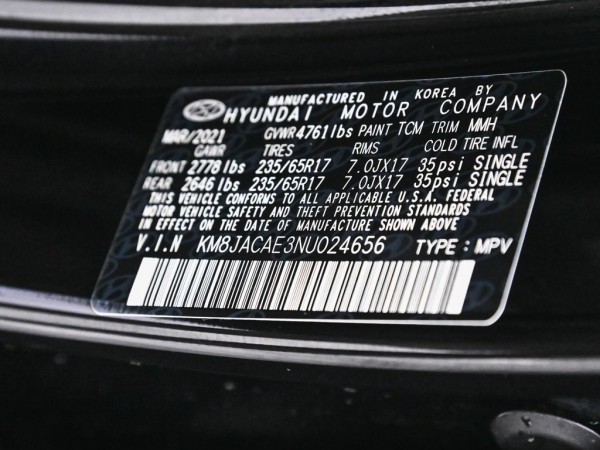 MANUFACTURED IN KOREA BY
HYUNDAI MOTOR COMPANY
MAR/2021 GVWR4761lbs PAINT TCM TRIM MMH
GAWR TIRES RIMS COLD TIRE INFL
FRONT 2778lbs 235/65R17 7.0JX17 35psi SINGLE
REAR 2646lbs 235/65R17 7.0JX17 35psi SINGLE
THIS VEHICLE CONFORMS TO ALL APPLICABLE U.S.A. FEDERAL
MOTOR VEHICLE SAFETY AND THEFT PREVENTION STANDARDS
IN EFFECT ON THE DATE OF MANUFACTURE SHOWN ABOVE
V.I.N KM8JACAE3NU024656 TYPE : MPV